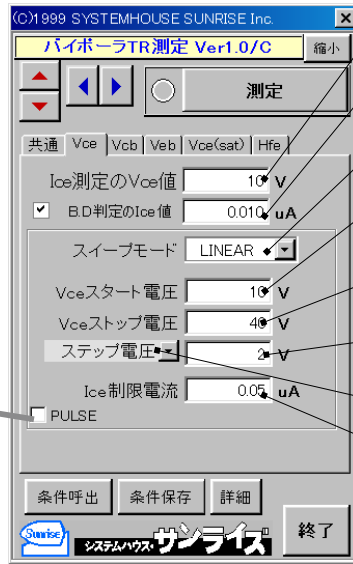 (C)1999 SYSTEMHOUSE SUNRISE Inc.
バイポーラTR測定 Ver1.0/C
縮小
測定
共通 Vce Vcb Veb Vce(sat) Hfe
Ice測定のVce値 10 V
B.D判定のIce値 0.010 uA
スイープモード LINEAR
Vceスタート電圧 10 V
Vceストップ電圧 40 V
ステップ電圧 2 V
Ice制限電流 0.05 uA
PULSE
条件呼出 条件保存 詳細
Sunrise システムハウス・サンライズ 終了